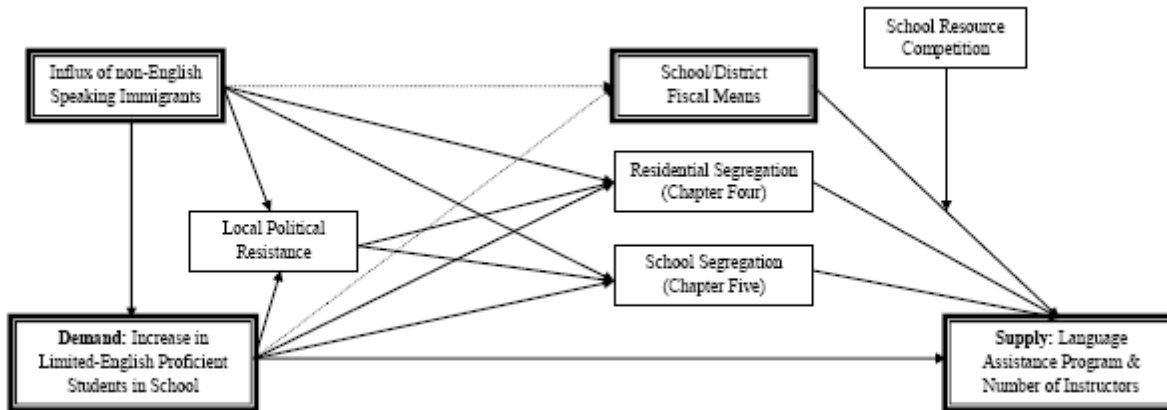 School Resource
Competition
Influx of non-English
Speaking Immigrants
School/District
Fiscal Means
Residential Segregation
(Chapter Four)
Local Political
Resistance
School Segregation
(Chapter Five)
Demand: Increase in
Limited-English Proficient
Students in School
Supply: Language
Assistance Program &
Number of Instructors